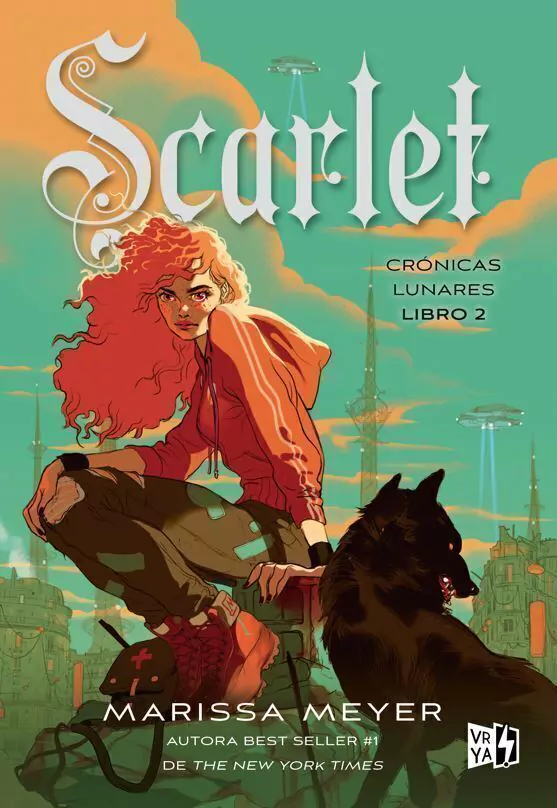 Scarlet
CRÓNICAS
LUNARES
LIBRO 2
MARISSA MEYER
AUTORA BEST SELLER #1
DE THE NEW YORK TIMES
VR
YA